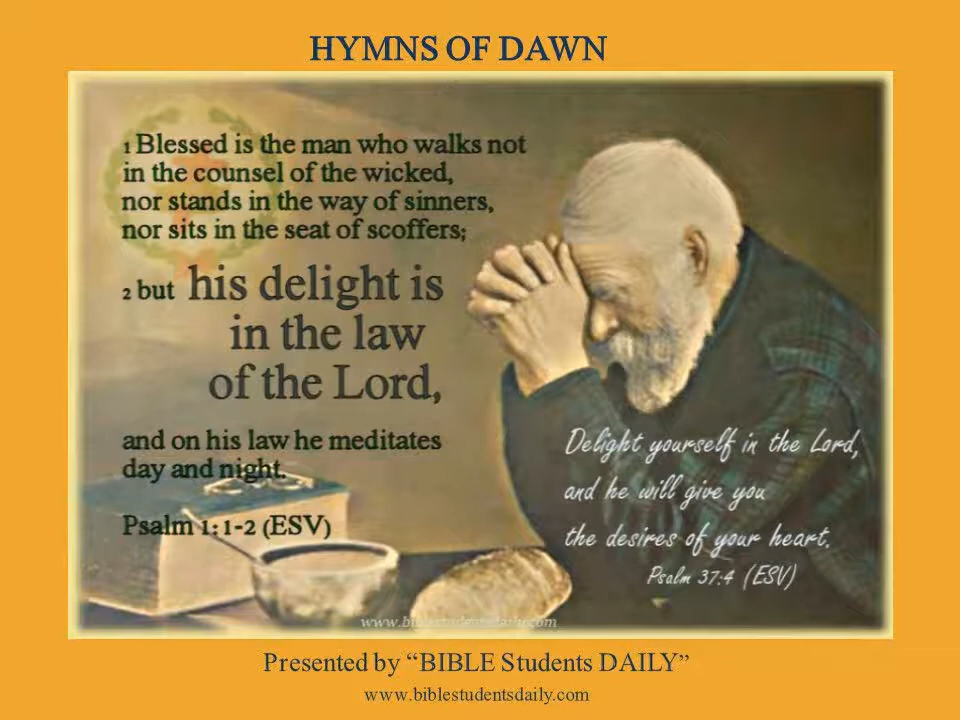 HYMNS OF DAWN
1 Blessed is the man who walks not
in the counsel of the wicked,
nor stands in the way of sinners,
nor sits in the seat of scoffers;
2 but his delight is
in the law
of the Lord,
and on his law he meditates
day and night.
Psalm 1:1-2 (ESV)
Delight yourself in the Lord,
and he will give you
the desires of your heart.
Psalm 37:4 (ESV)
www.biblestudentsdaily.com
Presented by “BIBLE Students DAILY”
www.biblestudentsdaily.com